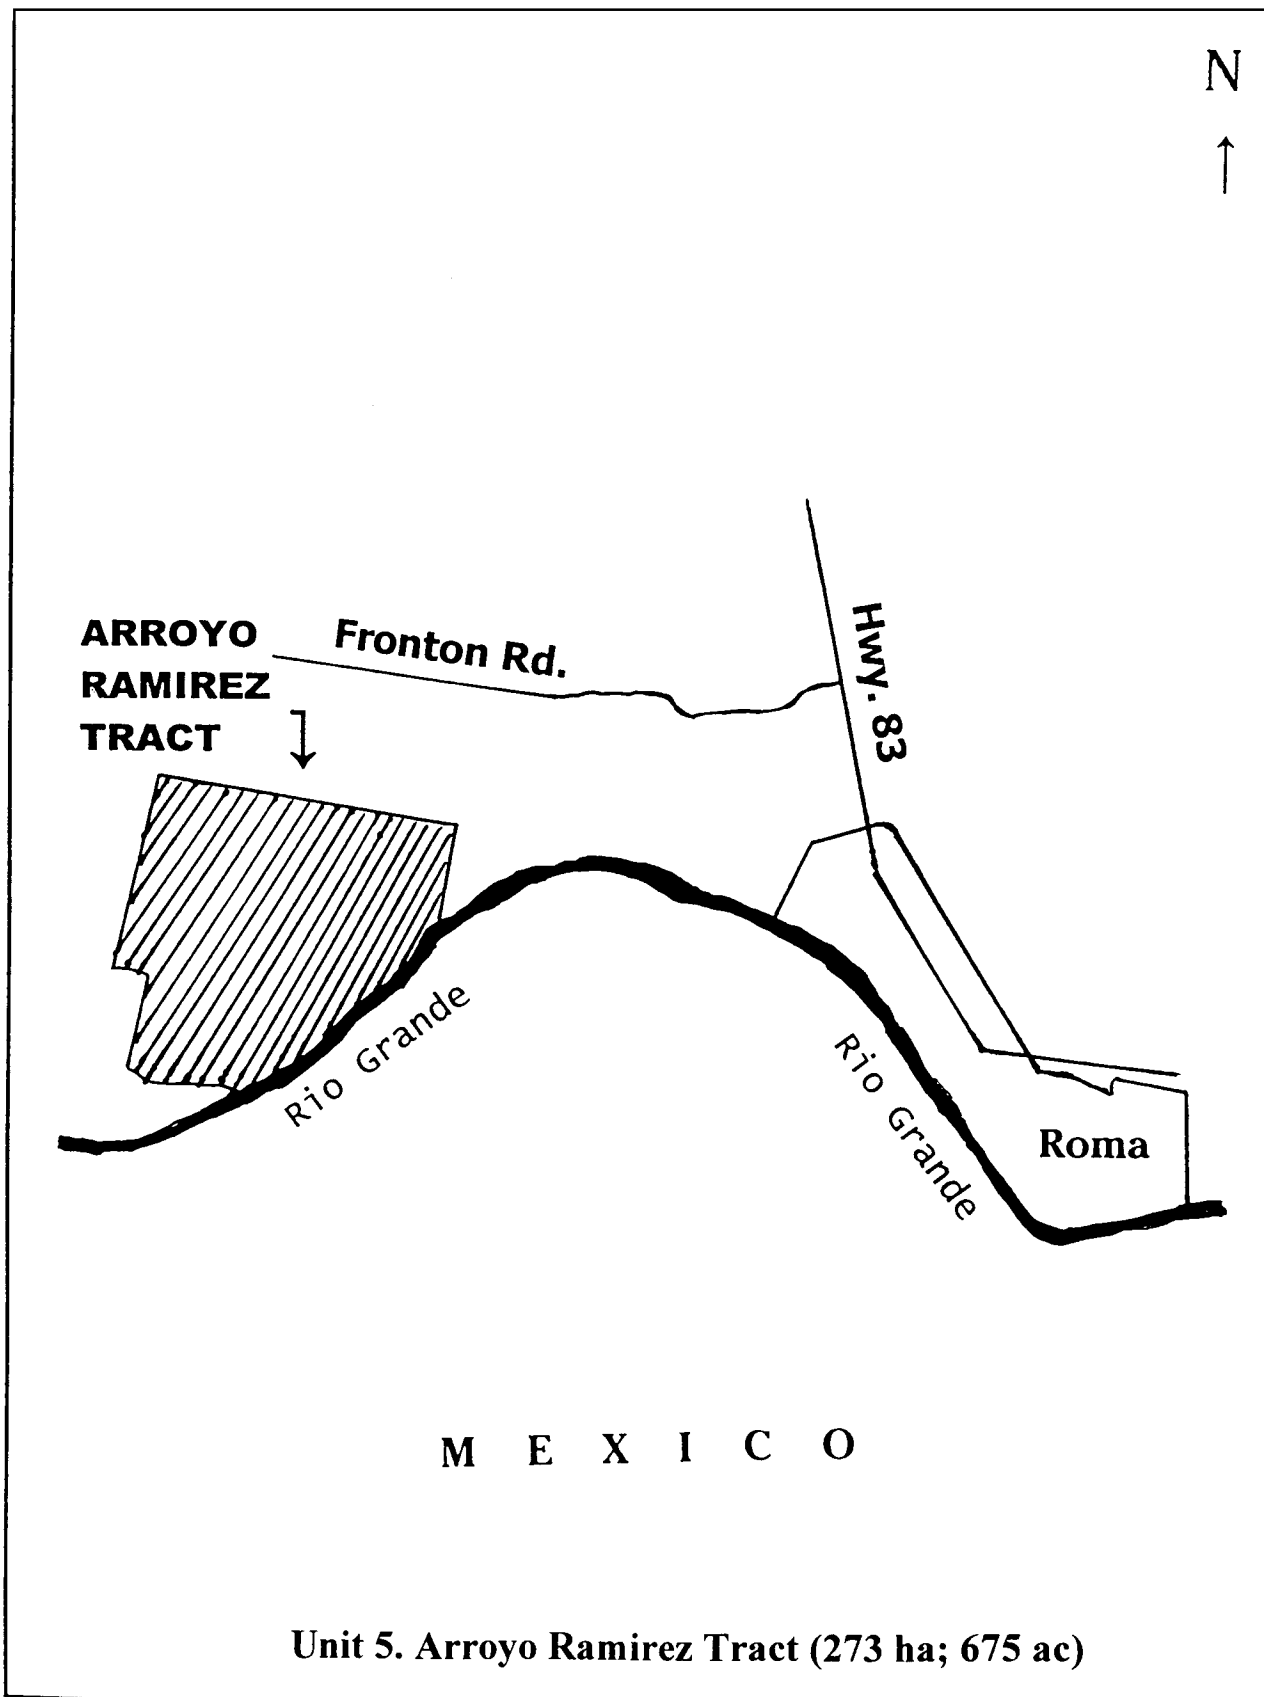 N
ARROYO
RAMIREZ
TRACT
Fronton Rd.
Hwy. 83
Rio Grande
Rio Grande
Roma
MEXICO
Unit 5. Arroyo Ramirez Tract (273 ha; 675 ac)